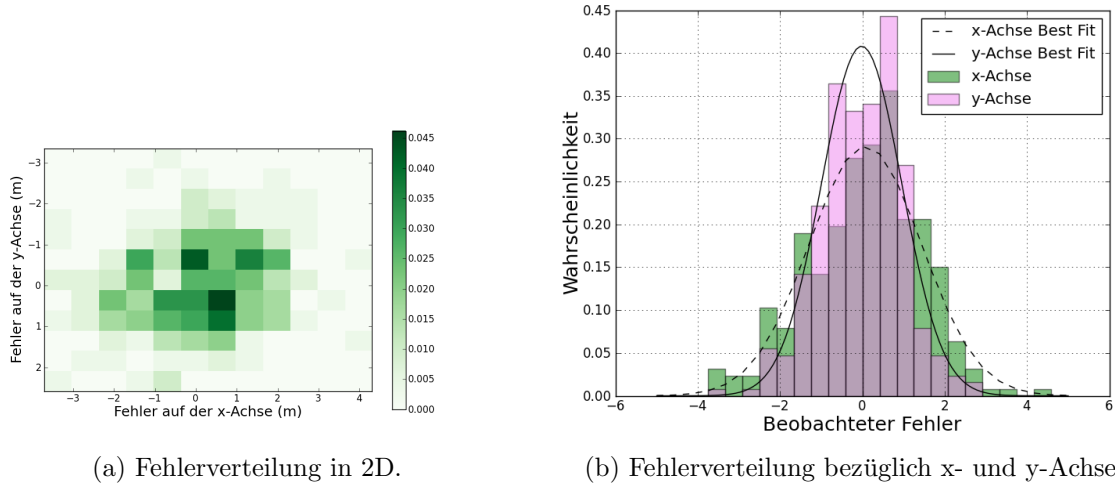 Fehler auf der y-Achse (m)
−3
−2
−1
0
1
2
−3 −2 −1 0 1 2 3 4
Fehler auf der x-Achse (m)
0.045
0.040
0.035
0.030
0.025
0.020
0.015
0.010
0.005
0.000
(a) Fehlerverteilung in 2D.
Wahrscheinlichkeit
0.45
0.40
0.35
0.30
0.25
0.20
0.15
0.10
0.05
0.00
−6 −4 −2 0 2 4 6
Beobachteter Fehler
x-Achse Best Fit
y-Achse Best Fit
x-Achse
y-Achse
(b) Fehlerverteilung bezüglich x- und y-Achse